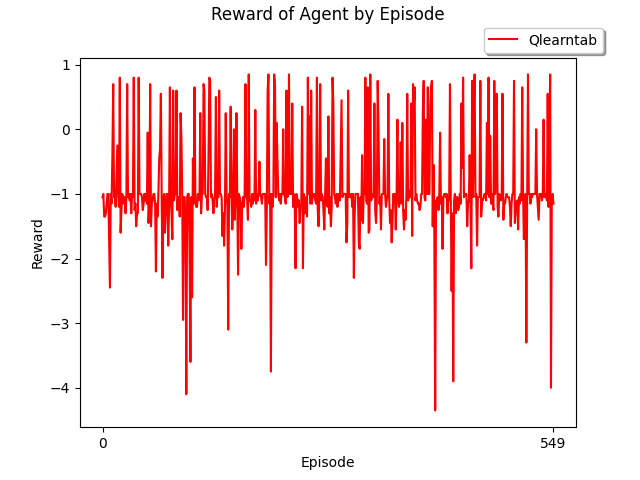 Reward of Agent by Episode
Qlearntab
1
0
−1
−2
−3
−4
Reward
0
549
Episode